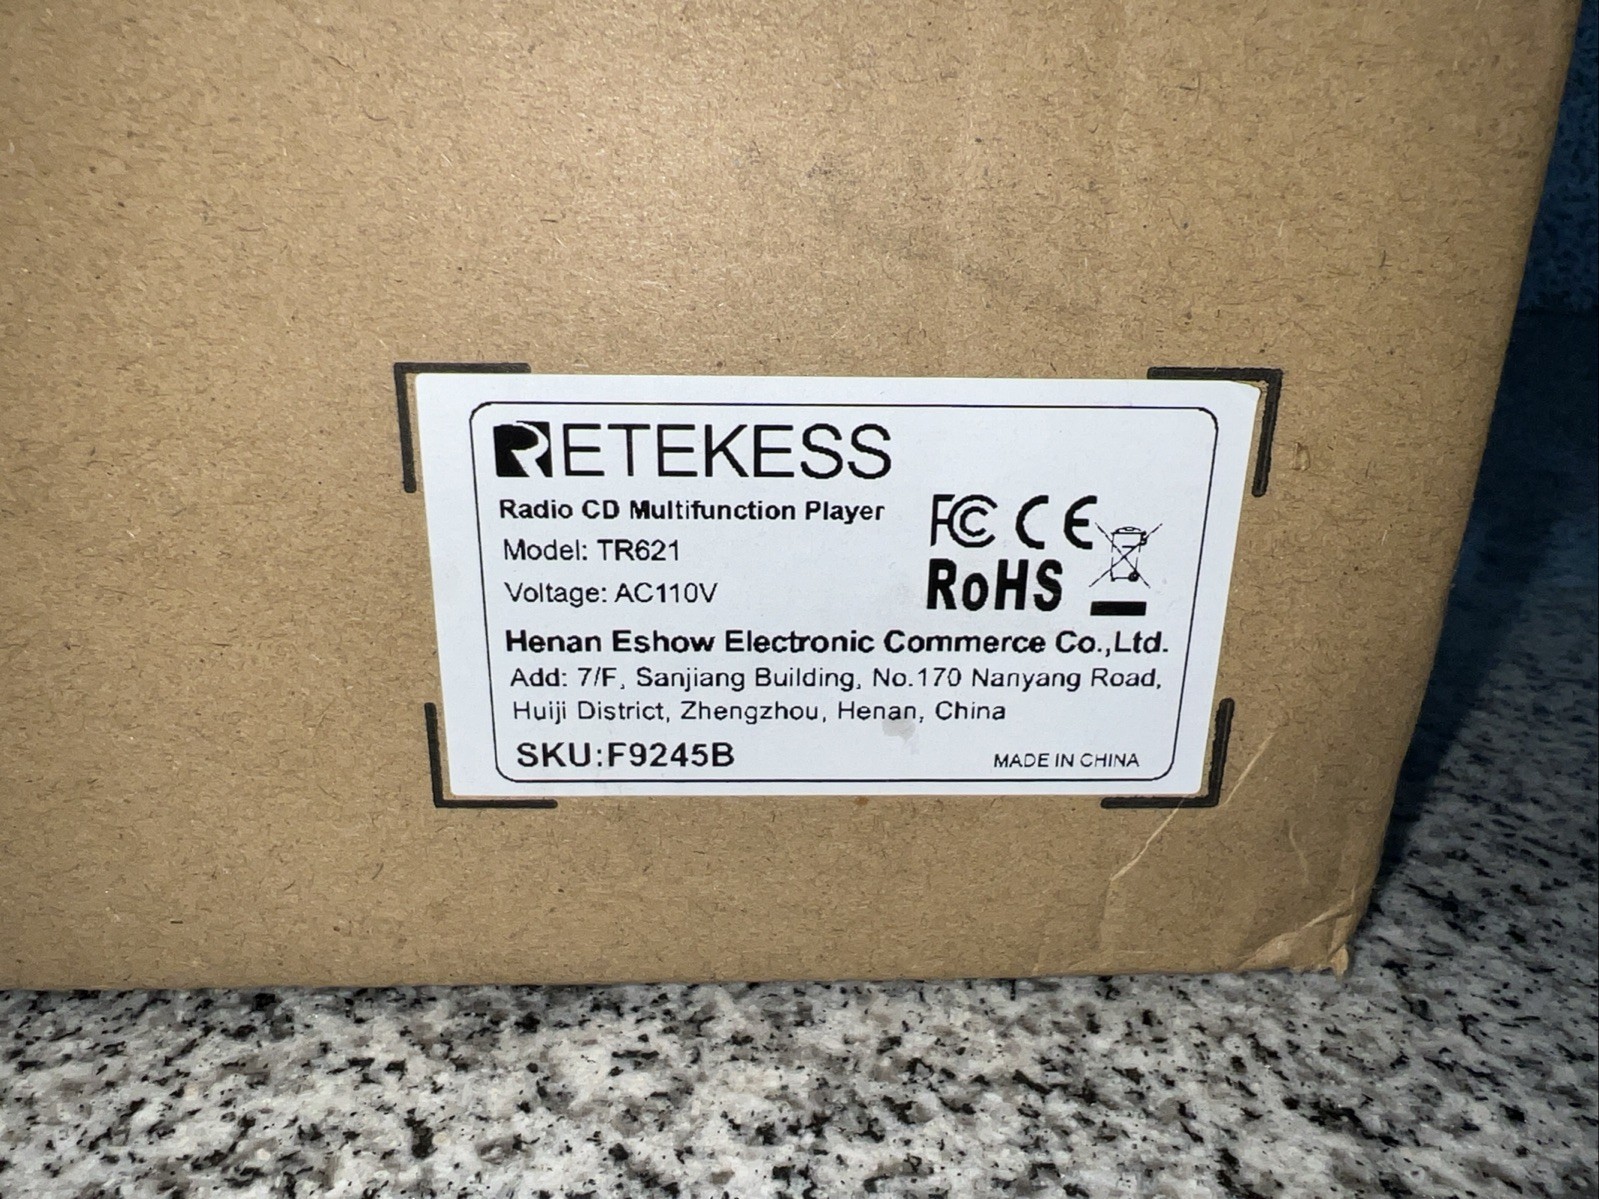 RETEKESS
Radio CD Multifunction Player
Model: TR621
Voltage: AC110V
FC CE
RoHS
Henan Eshow Electronic Commerce Co.,Ltd.
Add: 7/F, Sanjiang Building, No.170 Nanyang Road,
Huiji District, Zhengzhou, Henan, China
SKU:F9245B
MADE IN CHINA